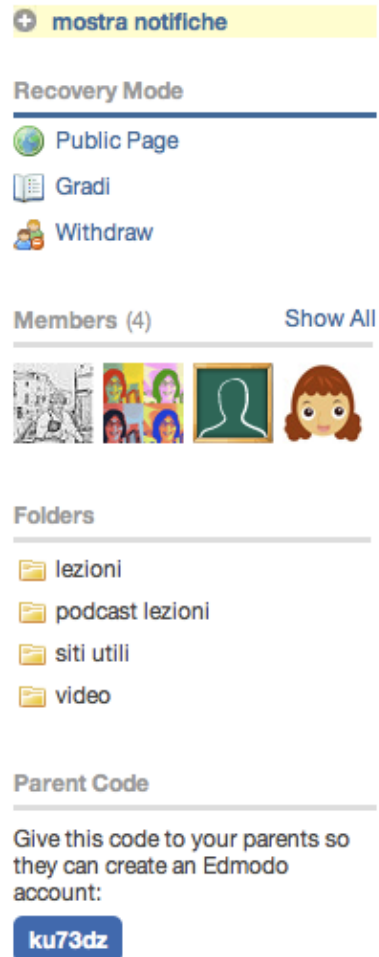 mostra notifiche
Recovery Mode
Public Page
Gradi
Withdraw
Members (4) Show All
Folders
lezioni
podcast lezioni
siti utili
video
Parent Code
Give this code to your parents so
they can create an Edmodo
account:
ku73dz